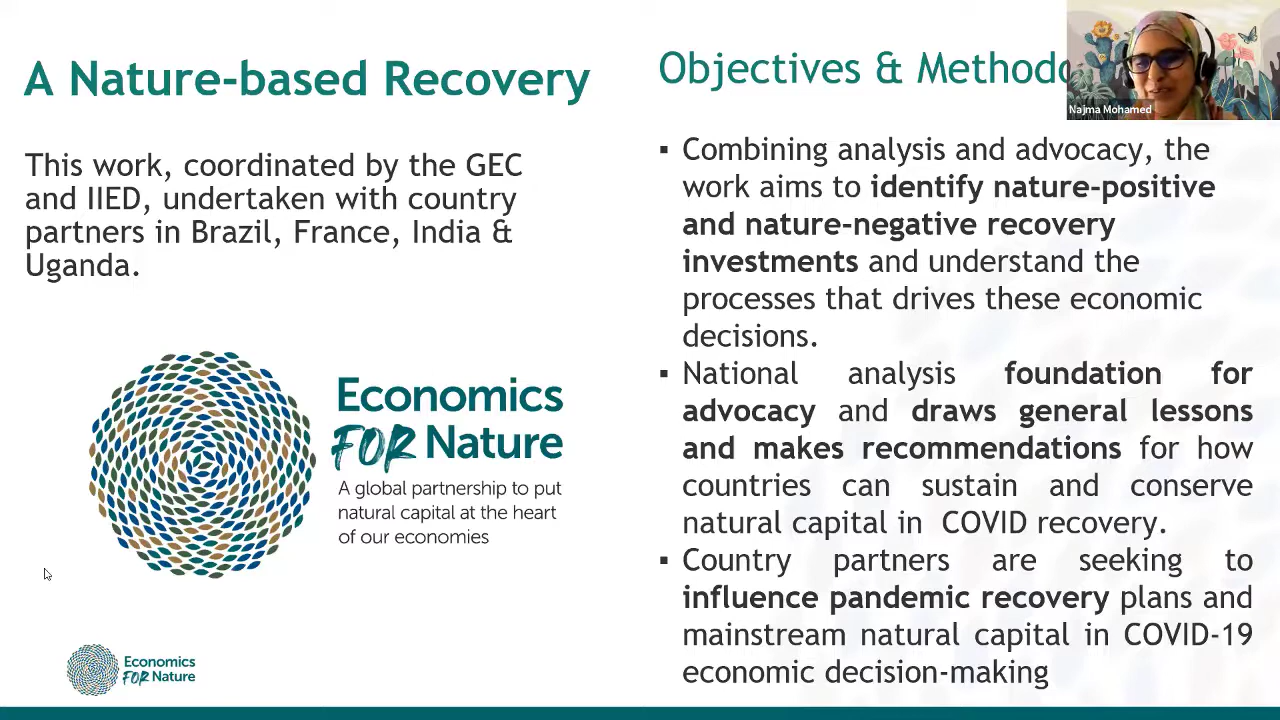 A Nature-based Recovery
This work, coordinated by the GEC
and IIED, undertaken with country
partners in Brazil, France, India &
Uganda.
Economics
FOR Nature
A global partnership to put
natural capital at the heart
of our economies
Economics
FOR Nature
Objectives &
Najma Mohamed
▪ Combining analysis and advocacy, the
work aims to identify nature-positive
and nature-negative recovery
investments and understand the
processes that drives these economic
decisions.
▪ National analysis foundation for
advocacy and draws general lessons
and makes recommendations for how
countries can sustain and conserve
natural capital in COVID recovery.
▪ Country partners are seeking to
influence pandemic recovery plans and
mainstream natural capital in COVID-19
economic decision-making